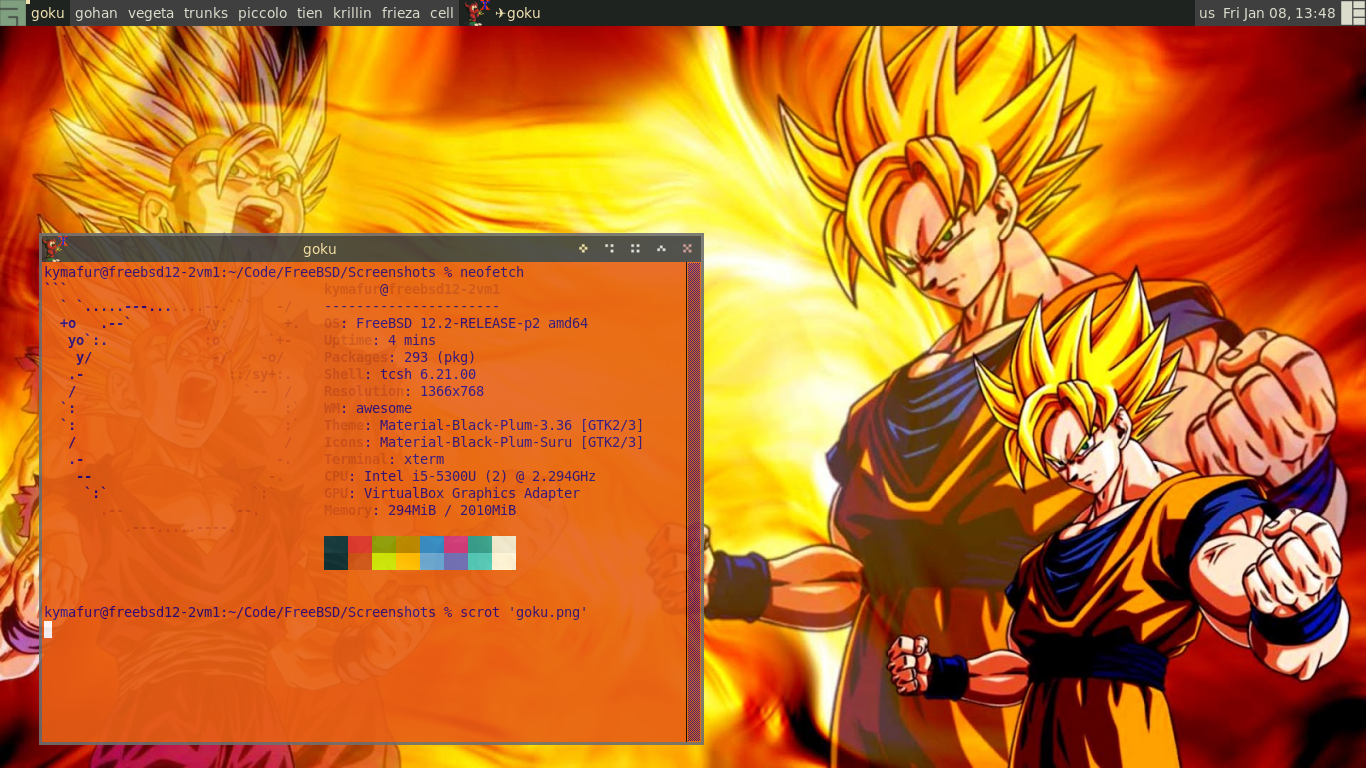 goku gohan vegeta trunks piccolo tien krillin frieza cell ✈goku us Fri Jan 08, 13:48
goku
kymafur@freebsd12-2vm1:~/Code/FreeBSD/Screenshots % neofetch
kymafur@freebsd12-2vm1
----------------------
OS: FreeBSD 12.2-RELEASE-p2 amd64
Uptime: 4 mins
Packages: 293 (pkg)
Shell: tcsh 6.21.00
Resolution: 1366x768
WM: awesome
Theme: Material-Black-Plum-3.36 [GTK2/3]
Icons: Material-Black-Plum-Suru [GTK2/3]
Terminal: xterm
CPU: Intel i5-5300U (2) @ 2.294GHz
GPU: VirtualBox Graphics Adapter
Memory: 294MiB / 2010MiB
kymafur@freebsd12-2vm1:~/Code/FreeBSD/Screenshots % scrot 'goku.png'